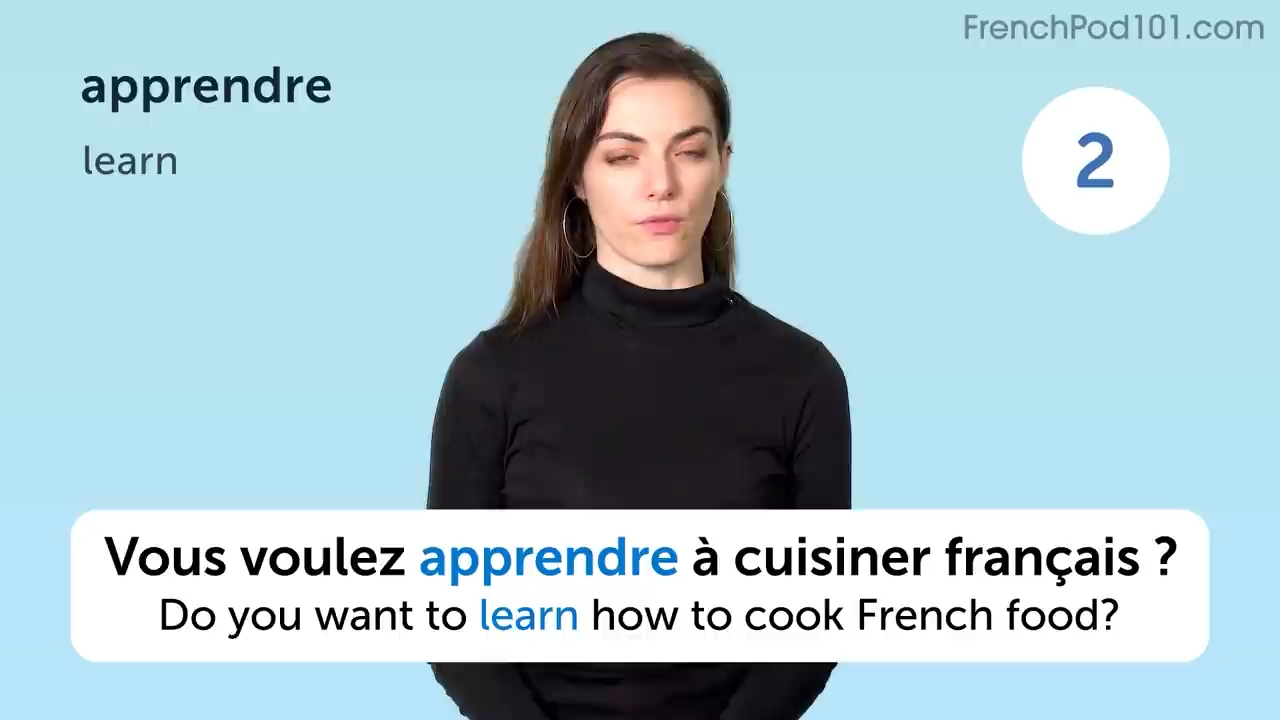 FrenchPod101.com
apprendre
learn
2
Vous voulez apprendre à cuisiner français ?
Do you want to learn how to cook French food?